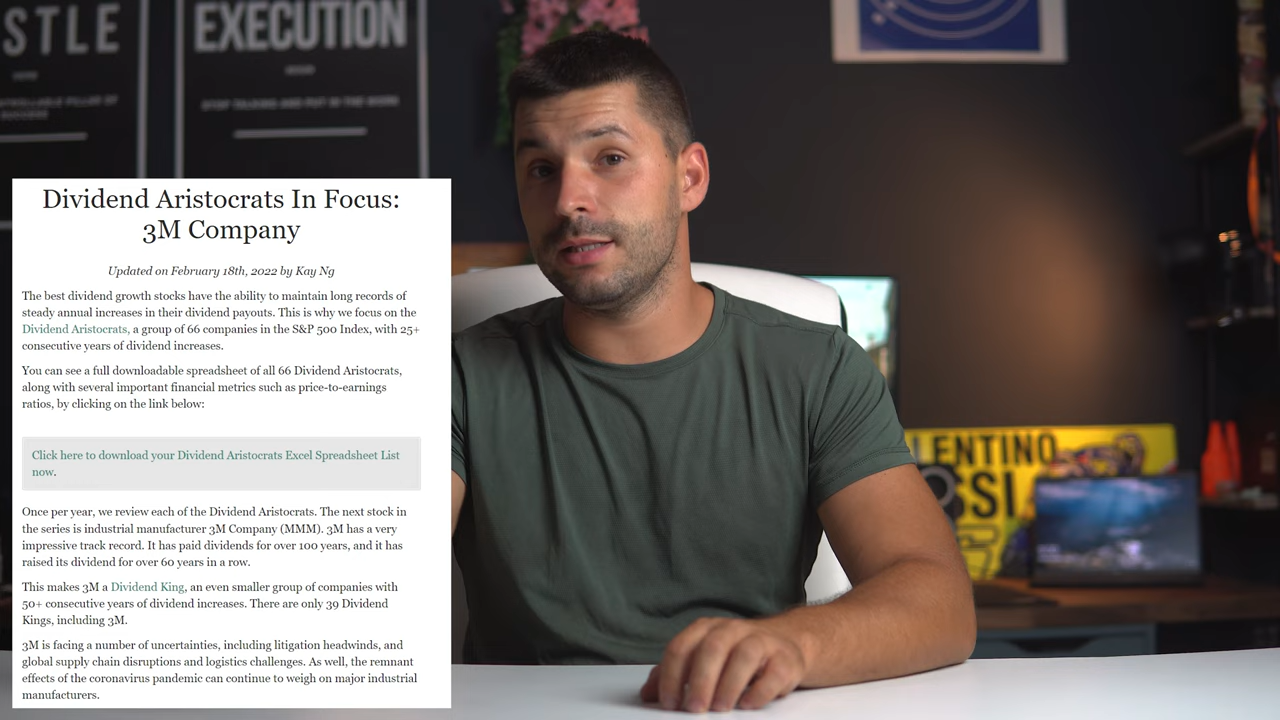 STLE
EXECUTION
STOP TALKING AND PUT IN THE WORK
SUCCESS
Dividend Aristocrats In Focus:
3M Company
Updated on February 18th, 2022 by Kay Ng
The best dividend growth stocks have the ability to maintain long records of
steady annual increases in their dividend payouts. This is why we focus on the
Dividend Aristocrats, a group of 66 companies in the S&P 500 Index, with 25+
consecutive years of dividend increases.
You can see a full downloadable spreadsheet of all 66 Dividend Aristocrats,
along with several important financial metrics such as price-to-earnings
ratios, by clicking on the link below:
Click here to download your Dividend Aristocrats Excel Spreadsheet List
now.
Once per year, we review each of the Dividend Aristocrats. The next stock in
the series is industrial manufacturer 3M Company (MMM). 3M has a very
impressive track record. It has paid dividends for over 100 years, and it has
raised its dividend for over 60 years in a row.
This makes 3M a Dividend King, an even smaller group of companies with
50+ consecutive years of dividend increases. There are only 39 Dividend
Kings, including 3M.
3M is facing a number of uncertainties, including litigation headwinds, and
global supply chain disruptions and logistics challenges. As well, the remnant
effects of the coronavirus pandemic can continue to weigh on major industrial
manufacturers.
LENTINO
SSI